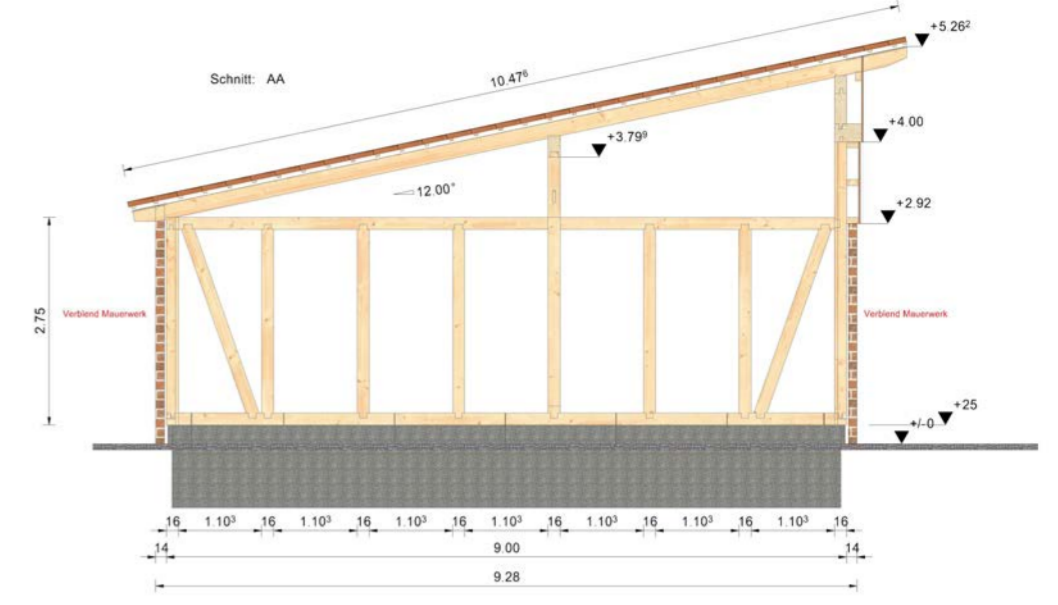 +5.26²
Schnitt: AA
10.47⁶
+4.00
+3.79⁹
12.00°
+2.92
2.75
Verblend Mauerwerk
Verblend Mauerwerk
+25
+/-0
16 1.10³ 16 1.10³ 16 1.10³ 16 1.10³ 16 1.10³ 16 1.10³ 16 1.10³ 16
14 9.00 14
9.28